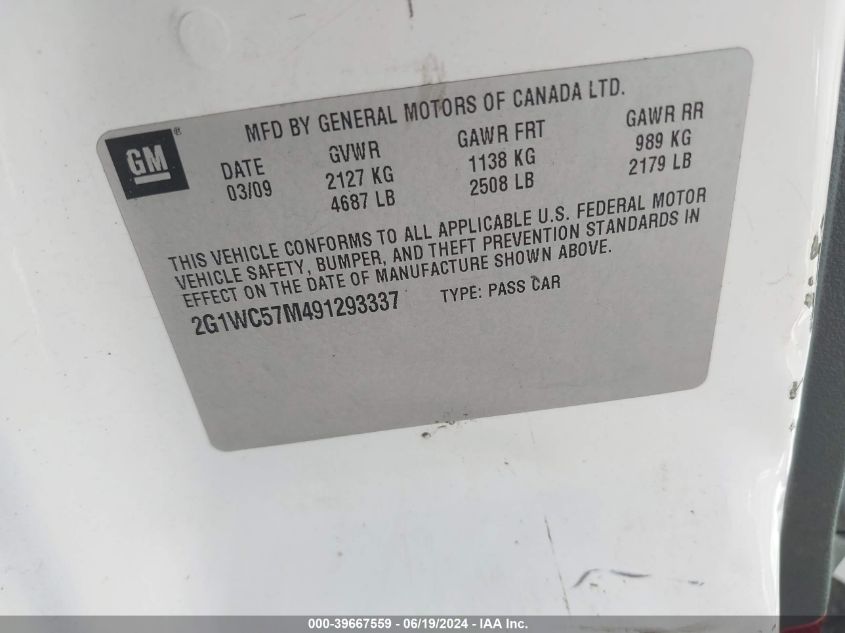 MFD BY GENERAL MOTORS OF CANADA LTD.
GM®
DATE GVWR GAWR FRT GAWR RR
03/09 2127 KG 1138 KG 989 KG
4687 LB 2508 LB 2179 LB
THIS VEHICLE CONFORMS TO ALL APPLICABLE U.S. FEDERAL MOTOR
VEHICLE SAFETY, BUMPER, AND THEFT PREVENTION STANDARDS IN
EFFECT ON THE DATE OF MANUFACTURE SHOWN ABOVE.
2G1WC57M491293337 TYPE: PASS CAR
000-39667559 - 06/19/2024 - IAA Inc.